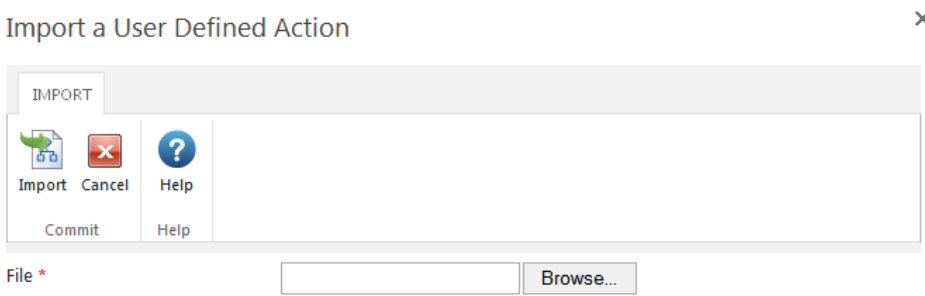 Import a User Defined Action
IMPORT
Import Cancel Help
Commit Help
File * Browse...